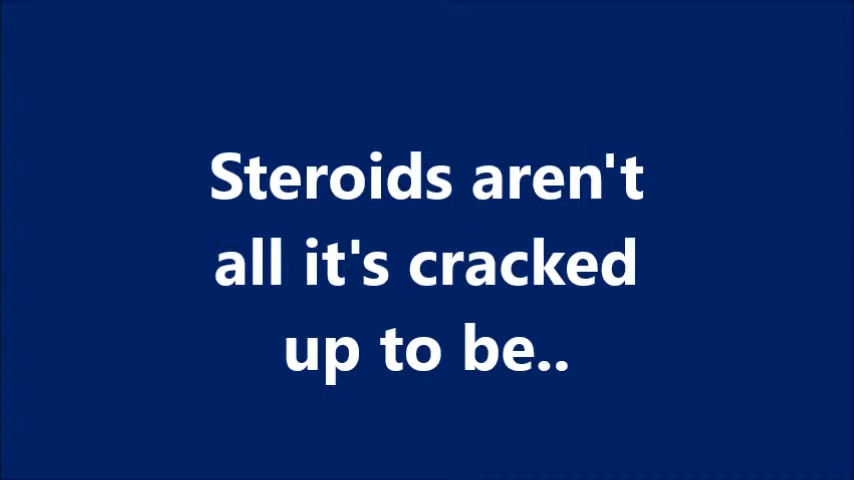 Steroids aren't
all it's cracked
up to be..